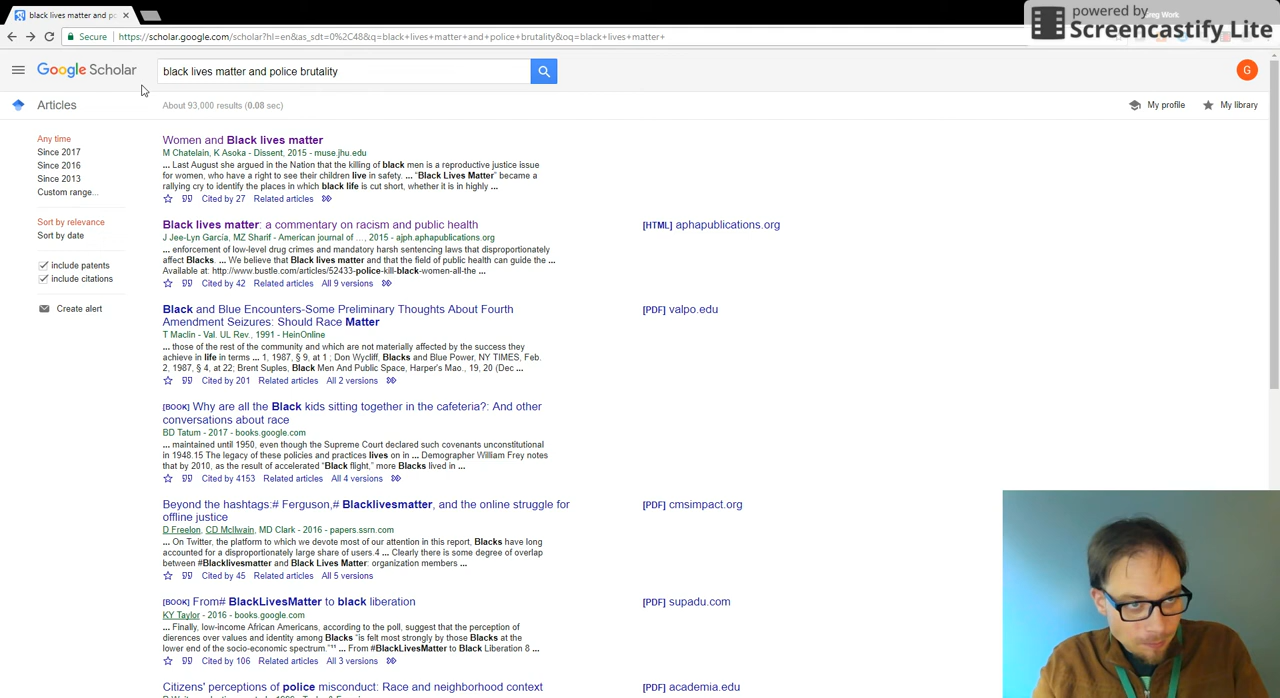 black lives matter and po
powered by
Screencastify Lite
Secure
https://scholar.google.com/scholar?hl=en&as_sdt=0%2C48&q=black+lives+matter+and+police+brutality&oq=black+lives+matter+
Google Scholar
black lives matter and police brutality
G
Articles
About 93,000 results (0.08 sec)
My profile
My library
Any time
Since 2017
Since 2016
Since 2013
Custom range...
Sort by relevance
Sort by date
include patents
include citations
Create alert
Women and Black lives matter
M Chatelain, K Asoka - Dissent, 2015 - muse.jhu.edu
... Last August she argued in the Nation that the killing of black men is a reproductive justice issue
for women, who have a right to see their children live in safety. ... “Black Lives Matter” became a
rallying cry to identify the places in which black life is cut short, whether it is in highly ...
Cited by 27 Related articles
Black lives matter: a commentary on racism and public health
[HTML] aphapublications.org
J Jee-Lyn García, MZ Sharif - American journal of ..., 2015 - ajph.aphapublications.org
... enforcement of low-level drug crimes and mandatory harsh sentencing laws that disproportionately
affect Blacks. ... We believe that Black lives matter and that the field of public health can guide the ...
Available at: http://www.bustle.com/articles/52433-police-kill-black-women-all-the ...
Cited by 42 Related articles All 9 versions
Black and Blue Encounters-Some Preliminary Thoughts About Fourth
Amendment Seizures: Should Race Matter
[PDF] valpo.edu
T Maclin - Val. UL Rev., 1991 - HeinOnline
... those of the rest of the community and which are not materially affected by the success they
achieve in life in terms ... 1, 1987, § 9, at 1 ; Don Wycliff, Blacks and Blue Power, NY TIMES, Feb.
2, 1987, § 4, at 22; Brent Suples, Black Men And Public Space, Harper's Mao., 19, 20 (Dec ...
Cited by 201 Related articles All 2 versions
[BOOK] Why are all the Black kids sitting together in the cafeteria?: And other
conversations about race
BD Tatum - 2017 - books.google.com
... maintained until 1950, even though the Supreme Court declared such covenants unconstitutional
in 1948.15 The legacy of these policies and practices lives on in ... Demographer William Frey notes
that by 2010, as the result of accelerated “Black flight,” more Blacks lived in ...
Cited by 4153 Related articles All 4 versions
Beyond the hashtags:# Ferguson,# Blacklivesmatter, and the online struggle for
offline justice
[PDF] cmsimpact.org
D Freelon, CD McIlwain, MD Clark - 2016 - papers.ssrn.com
... On Twitter, the platform to which we devote most of our attention in this report, Blacks have long
accounted for a disproportionately large share of users.4 ... Clearly there is some degree of overlap
between #Blacklivesmatter and Black Lives Matter: organization members ...
Cited by 45 Related articles All 5 versions
[BOOK] From# BlackLivesMatter to black liberation
[PDF] supadu.com
KY Taylor - 2016 - books.google.com
... Finally, low-income African Americans, according to the poll, suggest that the perception of
dierences over values and identity among Blacks “is felt most strongly by those Blacks at the
lower end of the socio-economic spectrum.”¹¹ ... From #BlackLivesMatter to Black Liberation 8 ...
Cited by 106 Related articles All 3 versions
Citizens' perceptions of police misconduct: Race and neighborhood context
[PDF] academia.edu